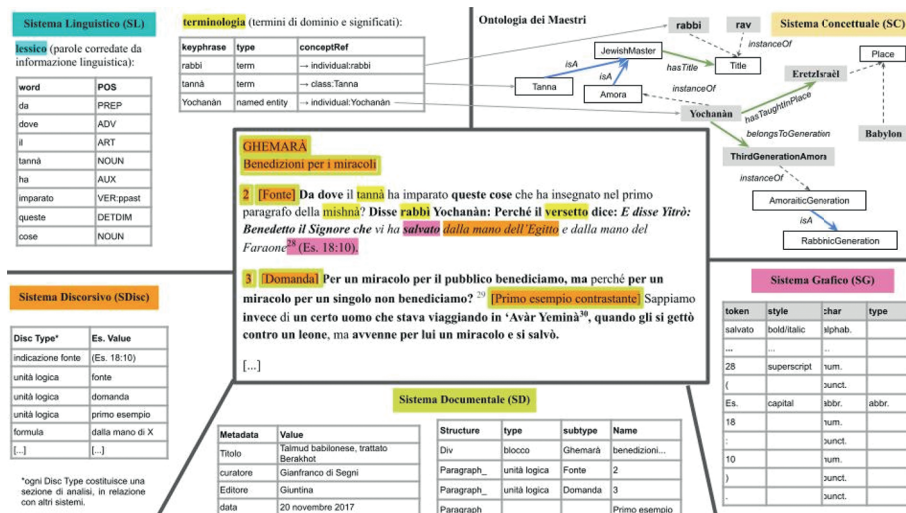 Sistema Linguistico (SL)
lessico (parole corredate da
informazione linguistica):
word POS
da PREP
dove ADV
il ART
tannà NOUN
ha AUX
imparato VER:ppast
queste DETDIM
cose NOUN
terminologia (termini di dominio e significati):
keyphrase type conceptRef
rabbi term → individual:rabbi
tannà term → class:Tanna
Yochanàn named entity → individual:Yochanàn
Ontologia dei Maestri
Sistema Concettuale (SC)
rabbi
rav
instanceOf
Place
JewishMaster
isA
hasTitle
Title
EretzIsraèl
Tanna
isA
Amora
instanceOf
Yochanàn
hasTaughtInPlace
Babylon
belongsToGeneration
ThirdGenerationAmora
instanceOf
AmoraiticGenration
isA
RabbnicGeneration
GHEMARÀ
Benedizioni per i miracoli
2 [Fonte] Da dove il tannà ha imparato queste cose che ha insegnato nel primo
paragrafo della mishnà? Disse rabbì Yochanàn: Perché il versetto dice: E disse Yitrò:
Benedetto il Signore che vi ha salvato dalla mano dell’Egitto e dalla mano del
Faraone28 (Es. 18:10).
3 [Domanda] Per un miracolo per il pubblico benediciamo, ma perché per un
miracolo per un singolo non benediciamo? 29 [Primo esempio contrastante] Sappiamo
invece di un certo uomo che stava viaggiando in ‘Avàr Yeminà30, quando gli si gettò
contro un leone, ma avvenne per lui un miracolo e si salvò.
[...]
Sistema Discorsivo (SDisc)
Disc Type* Es. Value
indicazione fonte (Es. 18:10)
unità logica fonte
unità logica domanda
unità logica primo esempio
formula dalla mano di X
[...] [...]
*ogni Disc Type costituisce una
sezione di analisi, in relazione
con altri sistemi.
Sistema Documentale (SD)
Metadata Value
Titolo Talmud babilonese, trattato
Berakhot
curatore Gianfranco di Segni
Editore Giuntina
data 20 novembre 2017
Structure type subtype Name
Div blocco Ghemarà benedizioni...
Paragraph_ unità logica Fonte 2
Paragraph_ unità logica Domanda 3
Paragraph Primo esempio
Sistema Grafico (SG)
token style char type
salvato bold/italic alphab.
... ... ..
28 superscript num.
( punct.
Es. capital abbr. abbr.
18 num.
: punct.
10 num.
) punct.
. punct.